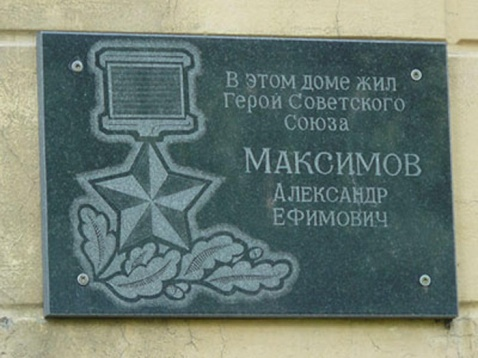 В этом доме жил
Герой Советского
Союза
Максимов
Александр
Ефимович